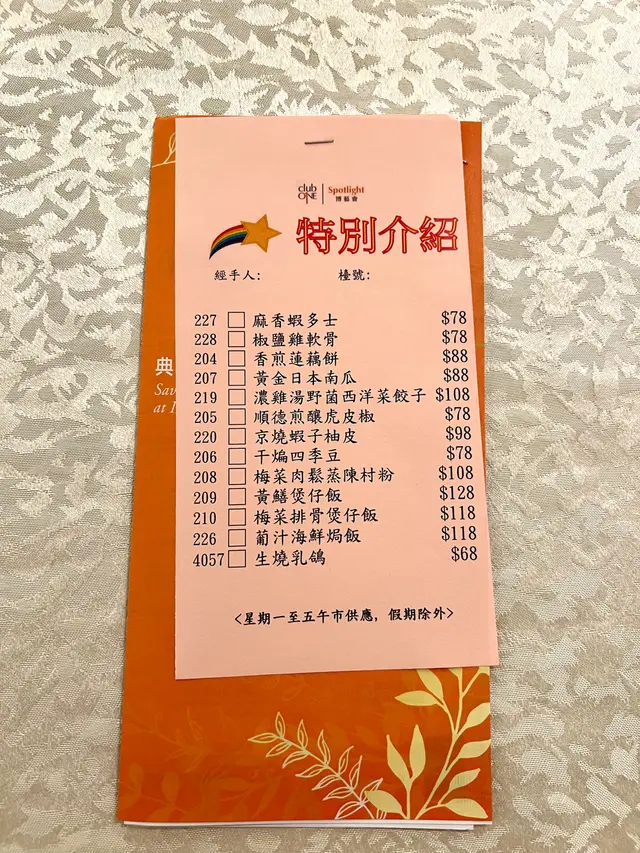 club ONE | Spotlight 博藝會
特別介紹
經手人: 檯號:
227 □ 麻香蝦多士 $78
228 □ 椒鹽雞軟骨 $78
204 □ 香煎蓮藕餅 $88
207 □ 黃金日本南瓜 $88
219 □ 濃雞湯野菌西洋菜餃子 $108
205 □ 順德煎釀虎皮椒 $78
220 □ 京燒蝦子柚皮 $98
206 □ 干煸四季豆 $78
208 □ 梅菜肉鬆蒸陳村粉 $108
209 □ 黃鱔煲仔飯 $128
210 □ 梅菜排骨煲仔飯 $118
226 □ 葡汁海鮮焗飯 $118
4057 □ 生燒乳鴿 $68
<星期一至五午市供應, 假期除外>
典
at